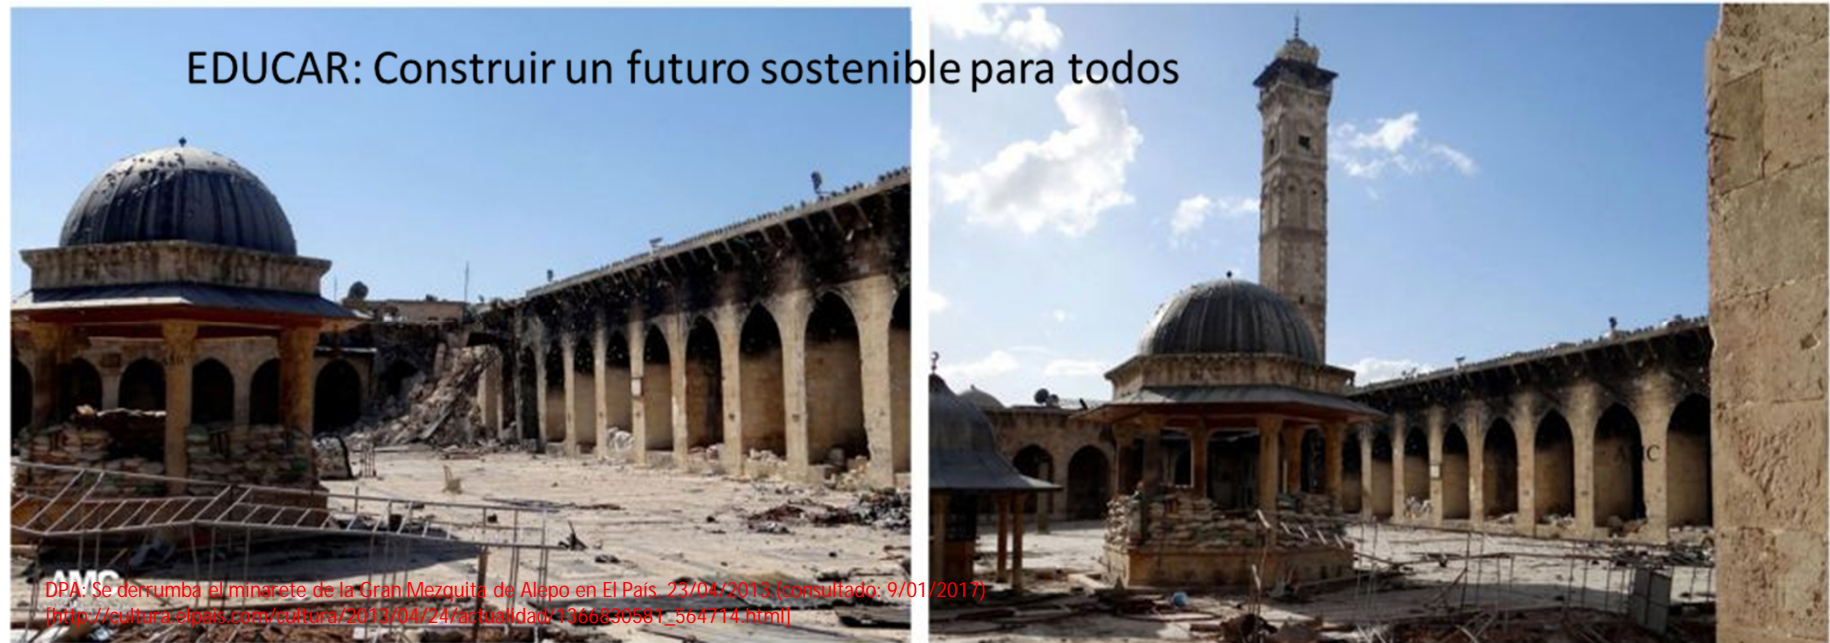 EDUCAR: Construir un futuro sostenible para todos
AMC
AMC
DPA: Se derrumba el minarete de la Gran Mezquita de Alepo en El País 23/04/2013 (consultado: 9/01/2017)
[http://cultura.elpais.com/cultura/2013/04/24/actualidad/1366830581_564714.html]